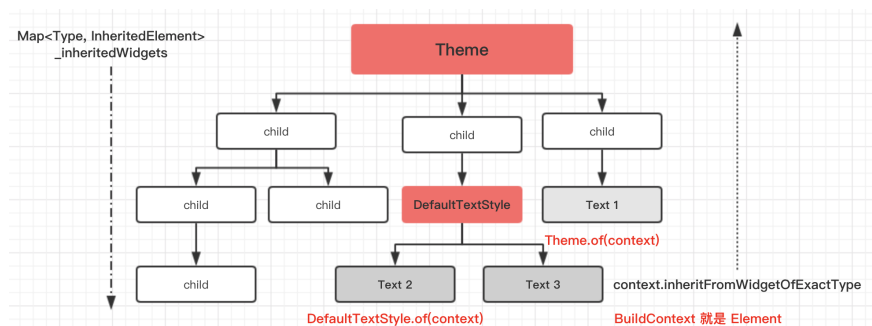 Map<Type, InheritedElement>
_inheritedWidgets
Theme
child
child
child
child
child
DefaultTextStyle
Text 1
Theme.of(context)
child
Text 2
Text 3
context.inheritFromWidgetOfExactType
DefaultTextStyle.of(context)
BuildContext 就是 Element